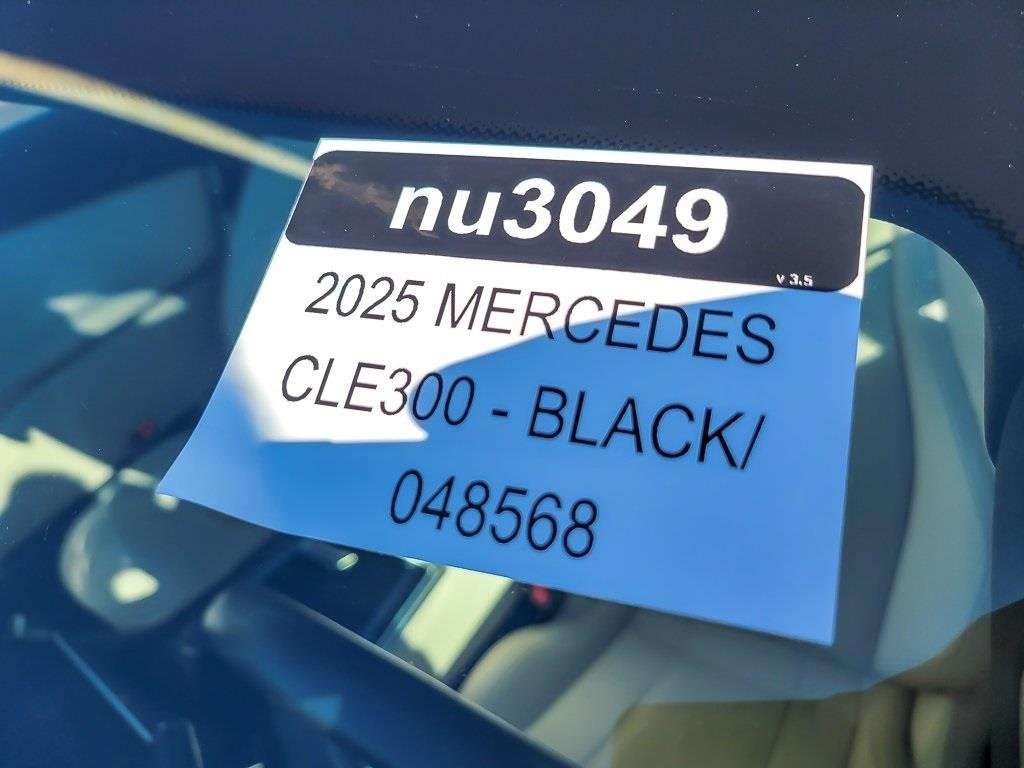 nu3049
v 3.5
2025 MERCEDES
CLE300 - BLACK/
048568